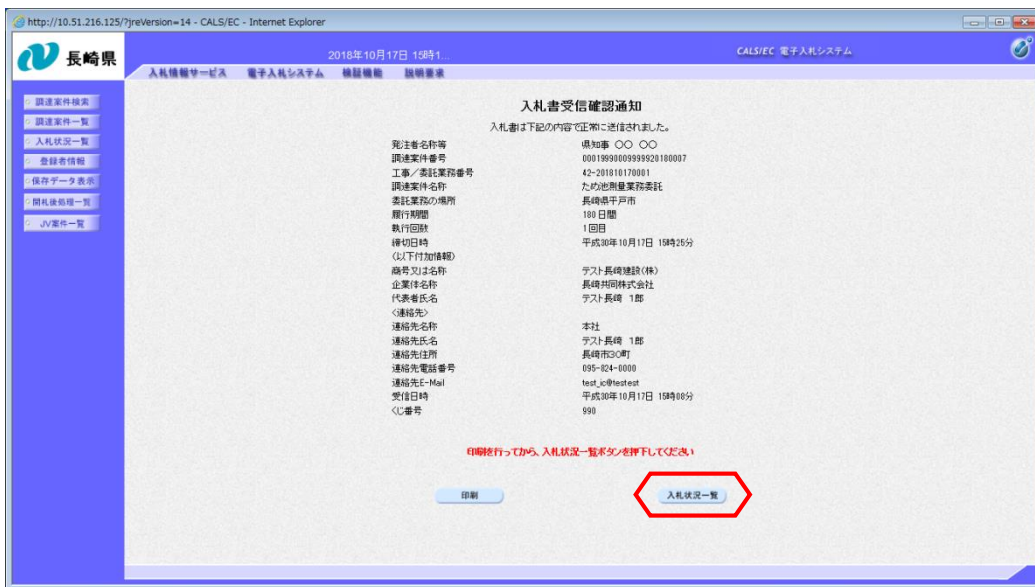 http://10.51.216.125/?jreVersion=14 - CALS/EC - Internet Explorer
長崎県
2018年10月17日 15時1...
CALS/EC 電子入札システム
入札情報サービス 電子入札システム 検証機能 説明要求
調達案件検索
調達案件一覧
入札状況一覧
登録者情報
保存データ表示
開札後処理一覧
JV案件一覧
入札書受信確認通知
入札書は下記の内容で正常に送信されました。
発注者名称等 県知事 〇〇 〇〇
調達案件番号
工事/委託業務番号 42-201810170001
調達案件名称 ため池測量業務委託
委託業務の場所 長崎県平戸市
履行期間 180日間
執行回数 1回目
締切日時 平成30年10月17日 15時25分
(以下付加情報)
商号又は名称 テスト長崎建設(株)
企業体名称 長崎共同株式会社
代表者氏名 テスト長崎 1郎
<連絡先>
連絡先名称 本社
連絡先氏名 テスト長崎 1郎
連絡先住所 長崎市〇〇町
連絡先電話番号 095-824-0000
連絡先E-Mail test_ic@testest
受信日時 平成30年10月17日 15時08分
くじ番号 990
印刷を行ってから、入札状況一覧ボタンを押下してください
印刷 入札状況一覧